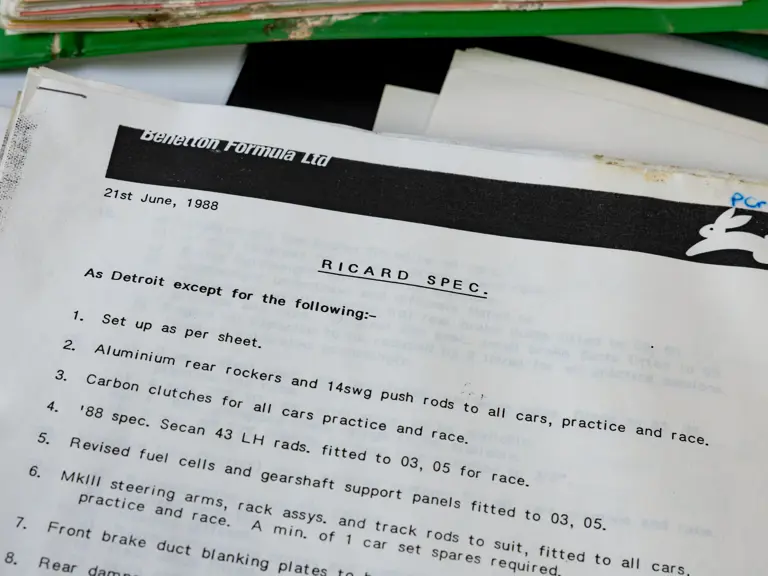 Benetton Formula Ltd
PCr
21st June, 1988
RICARD SPEC.
As Detroit except for the following:-
1. Set up as per sheet.
2. Aluminium rear rockers and 14swg push rods to all cars, practice and race.
3. Carbon clutches for all cars practice and race.
4. '88 spec. Secan 43 LH rads. fitted to 03, 05 for race.
5. Revised fuel cells and gearshaft support panels fitted to 03, 05.
6. MkIII steering arms, rack assys. and track rods to suit, fitted to all cars,
practice and race. A min. of 1 car set spares required.
7. Front brake duct blanking plates to
8. Rear